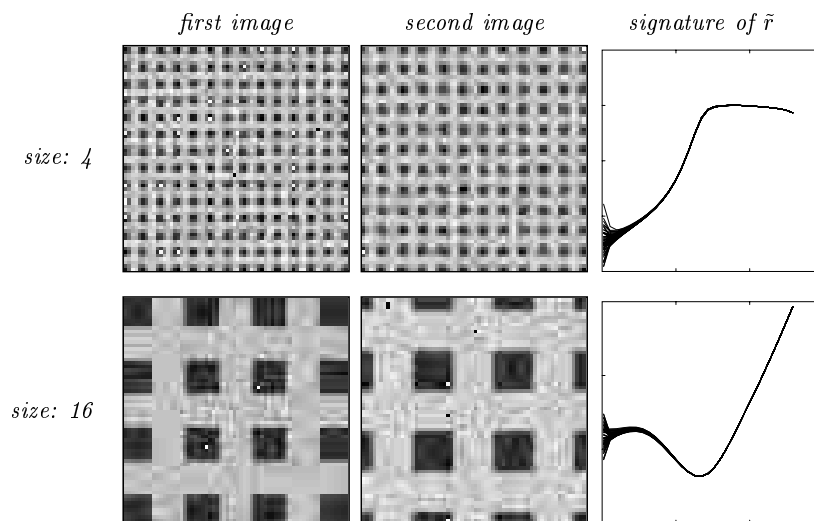 first image second image signature of r̃
size: 4
size: 16